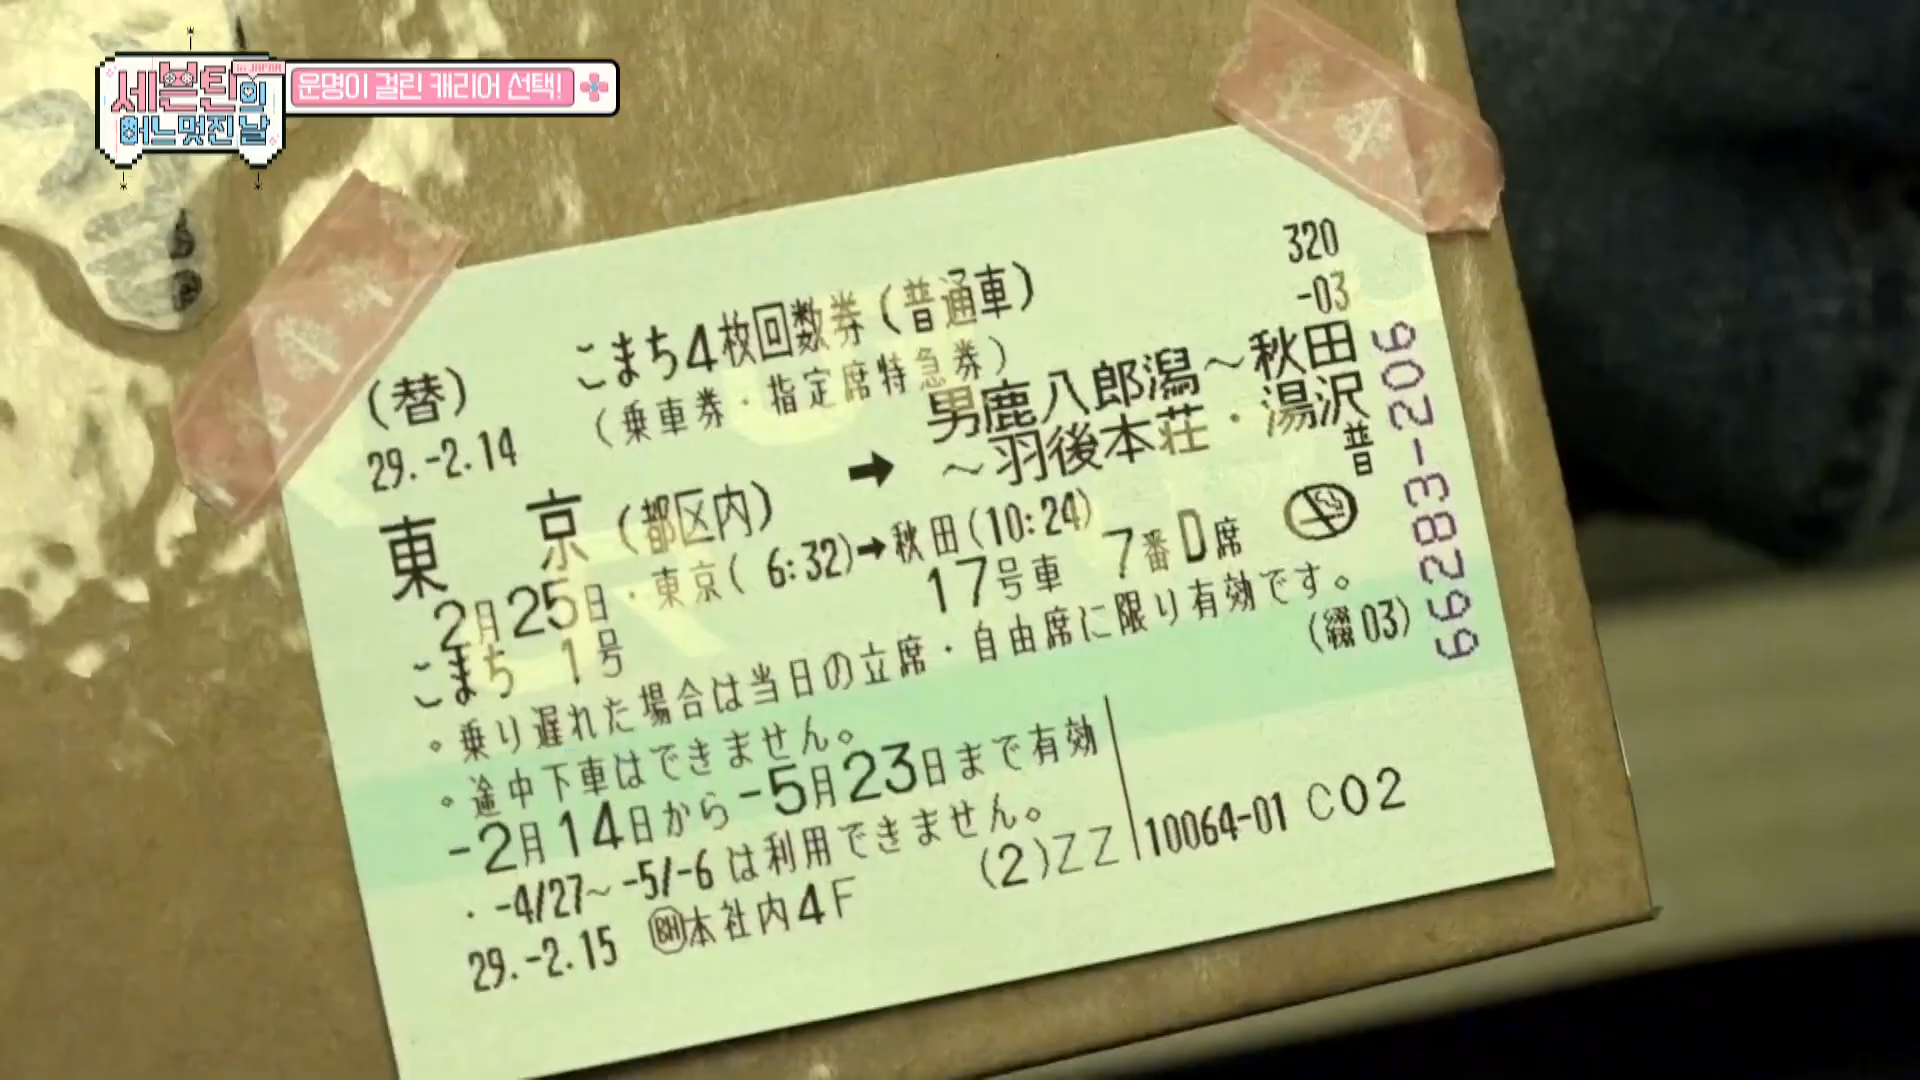 세븐틴의
IN JAPAN
어느 멋진 날
운명이 걸린 캐리어 선택!
320
-03
(替)
こまち4枚回数券(普通車)
(乗車券・指定席特急券)
29.-2.14
男鹿八郎潟~秋田
東 京(都区内)
➡
~羽後本荘・湯沢
普
2月25日・東京( 6:32)➡秋田(10:24)
こまち 1号
17号車 7番D席
。乗り遅れた場合は当日の立席・自由席に限り有効です。
。途中下車はできません。
(綴03)
-2月14日から-5月23日まで有効
・-4/27~-5/-6は利用できません。
29.-2.15
BH本社内4F
(2)ZZ
10064-01 C02
66283-206